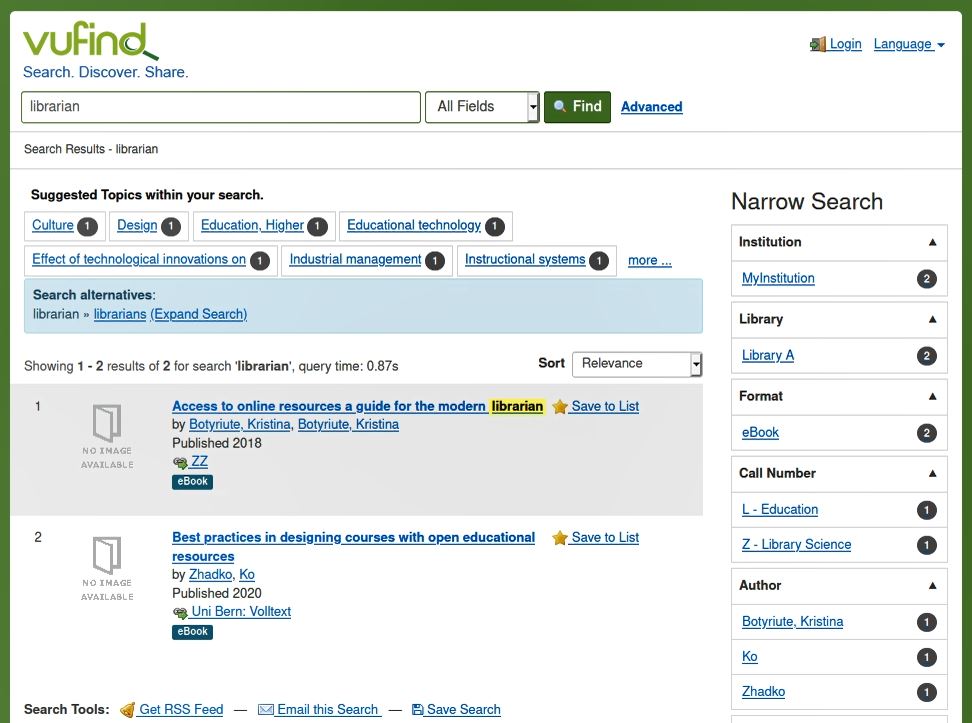 vufind
Search. Discover. Share.
Login Language
librarian All Fields Find Advanced
Search Results - librarian
Suggested Topics within your search.
Culture 1 Design 1 Education, Higher 1 Educational technology 1
Effect of technological innovations on 1 Industrial management 1 Instructional systems 1 more ...
Search alternatives:
librarian » librarians (Expand Search)
Showing 1 - 2 results of 2 for search 'librarian', query time: 0.87s
Sort Relevance
1
NO IMAGE
AVAILABLE
Access to online resources a guide for the modern librarian Save to List
by Botyriute, Kristina, Botyriute, Kristina
Published 2018
ZZ
eBook
2
NO IMAGE
AVAILABLE
Best practices in designing courses with open educational Save to List
resources
by Zhadko, Ko
Published 2020
Uni Bern: Volltext
eBook
Search Tools: Get RSS Feed — Email this Search — Save Search
Narrow Search
Institution ▲
MyInstitution 2
Library ▲
Library A 2
Format ▲
eBook 2
Call Number ▲
L - Education 1
Z - Library Science 1
Author ▲
Botyriute, Kristina 1
Ko 1
Zhadko 1